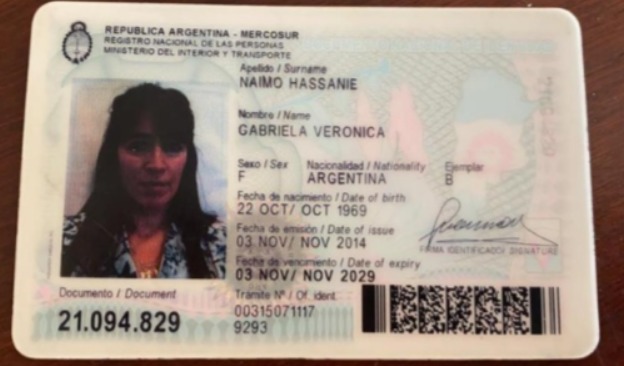 REPUBLICA ARGENTINA - MERCOSUR
REGISTRO NACIONAL DE LAS PERSONAS
MINISTERIO DEL INTERIOR Y TRANSPORTE
Apellido / Surname
NAIMO HASSANIE
Nombre / Name
GABRIELA VERONICA
Sexo / Sex Nacionalidad / Nationality Ejemplar
F ARGENTINA B
Fecha de nacimiento / Date of birth
22 OCT/ OCT 1969
Fecha de emisión / Date of issue
03 NOV/ NOV 2014
Fecha de vencimiento / Date of expiry
03 NOV/ NOV 2029
FIRMA IDENTIFICADO/ SIGNATURE
Documento / Document
21.094.829
Trámite Nº / Of. ident.
00315071117
9293